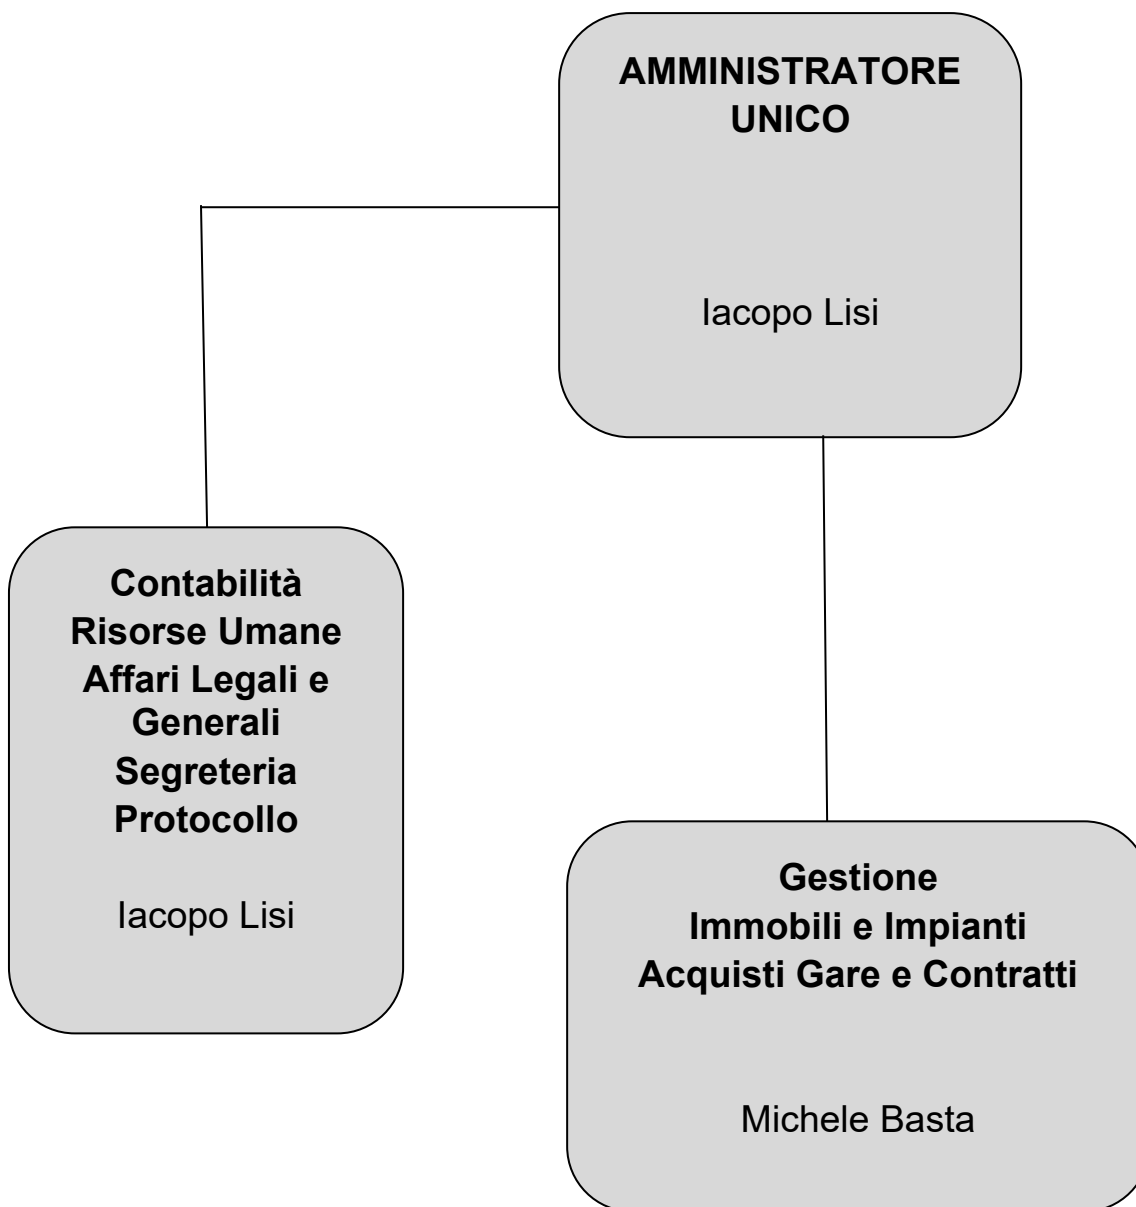 AMMINISTRATORE
UNICO
Iacopo Lisi
Contabilità
Risorse Umane
Affari Legali e
Generali
Segreteria
Protocollo
Iacopo Lisi
Gestione
Immobili e Impianti
Acquisti Gare e Contratti
Michele Basta